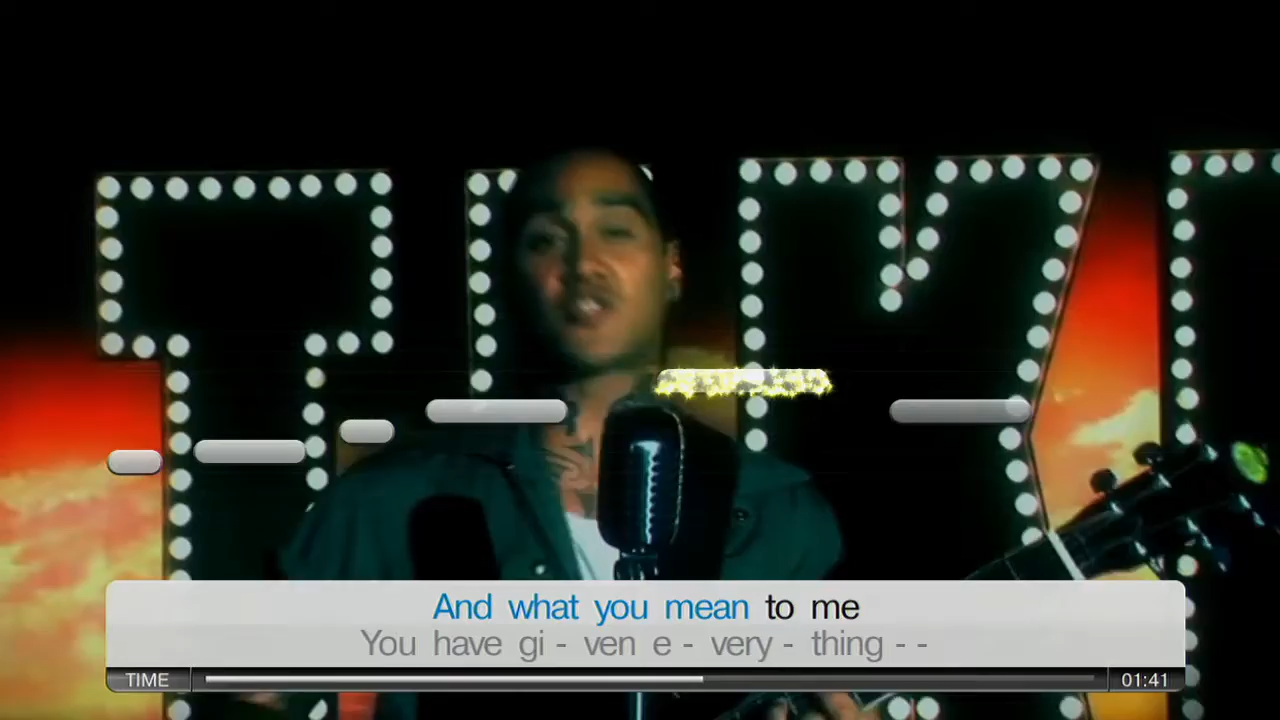 And what you mean to me
You have gi - ven e - very - thing - -
TIME 01:41